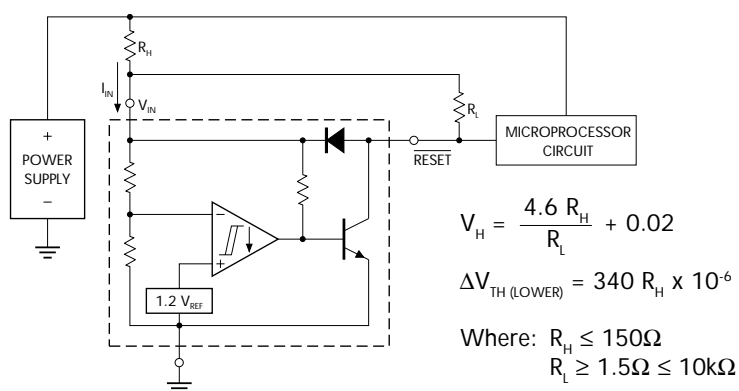 R_H
I_IN
V_IN
R_L
+
POWER
SUPPLY
−
RESET
MICROPROCESSOR
CIRCUIT
−
+
1.2 V_REF
V_H = 4.6 R_H / R_L + 0.02
ΔV_TH (LOWER) = 340 R_H x 10^-6
Where: R_H ≤ 150Ω
R_L ≥ 1.5Ω ≤ 10kΩ